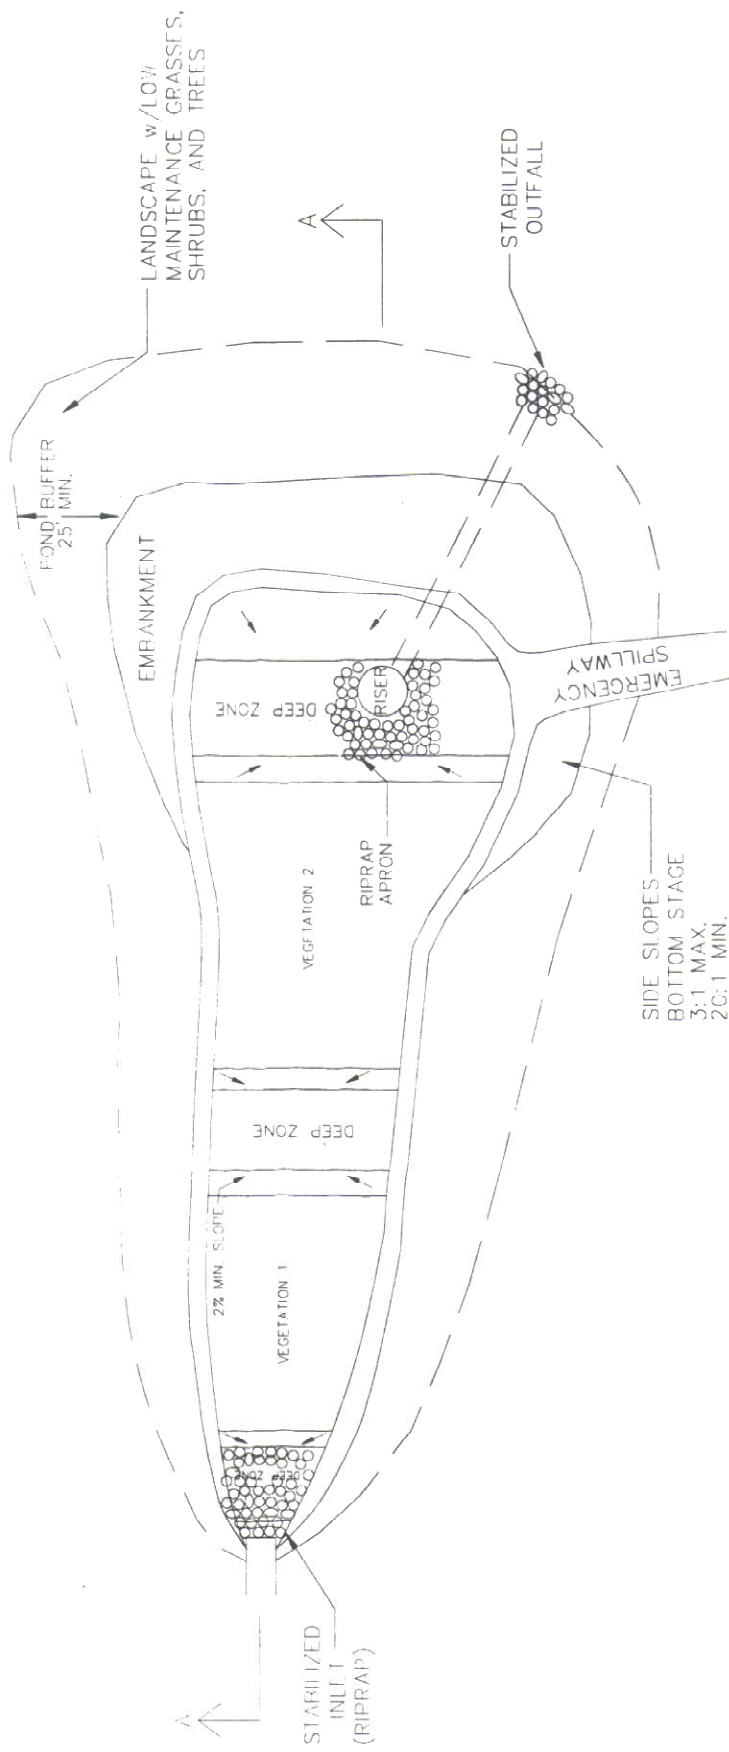 LANDSCAPE w/LOW
MAINTENANCE GRASSES,
SHRUBS, AND TREES
POND BUFFER
25' MIN.
EMBRANKMENT
A
STABILIZED
OUTFALL
DEEP ZONE
RISER
EMERGENCY
SPILLWAY
RIPRAP
APRON
VEGETATION 2
SIDE SLOPES
BOTTOM STAGE
3:1 MAX.
20:1 MIN.
DEEP ZONE
2% MIN. SLOPE
VEGETATION 1
DEEP ZONE
STABILIZED
INLET
(RIPRAP)
A